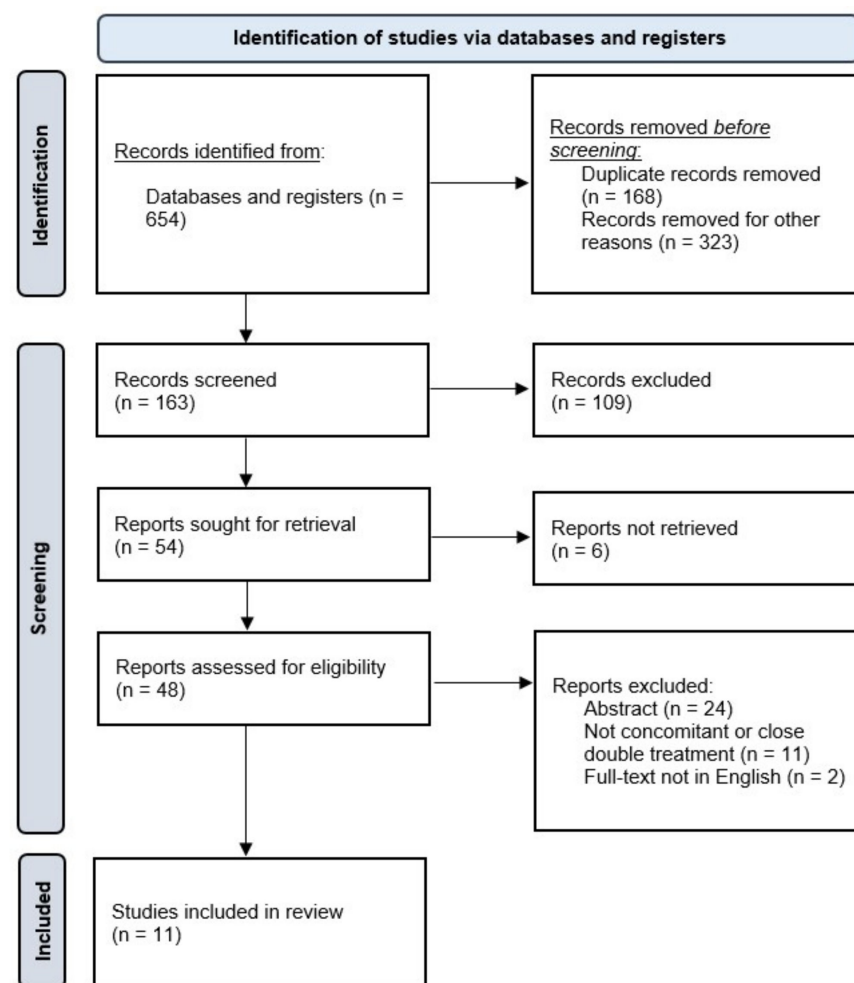 Identification of studies via databases and registers
Identification
Records identified from:
Databases and registers (n =
654)
Records removed before
screening:
Duplicate records removed
(n = 168)
Records removed for other
reasons (n = 323)
Screening
Records screened
(n = 163)
Records excluded
(n = 109)
Reports sought for retrieval
(n = 54)
Reports not retrieved
(n = 6)
Reports assessed for eligibility
(n = 48)
Reports excluded:
Abstract (n = 24)
Not concomitant or close
double treatment (n = 11)
Full-text not in English (n = 2)
Included
Studies included in review
(n = 11)